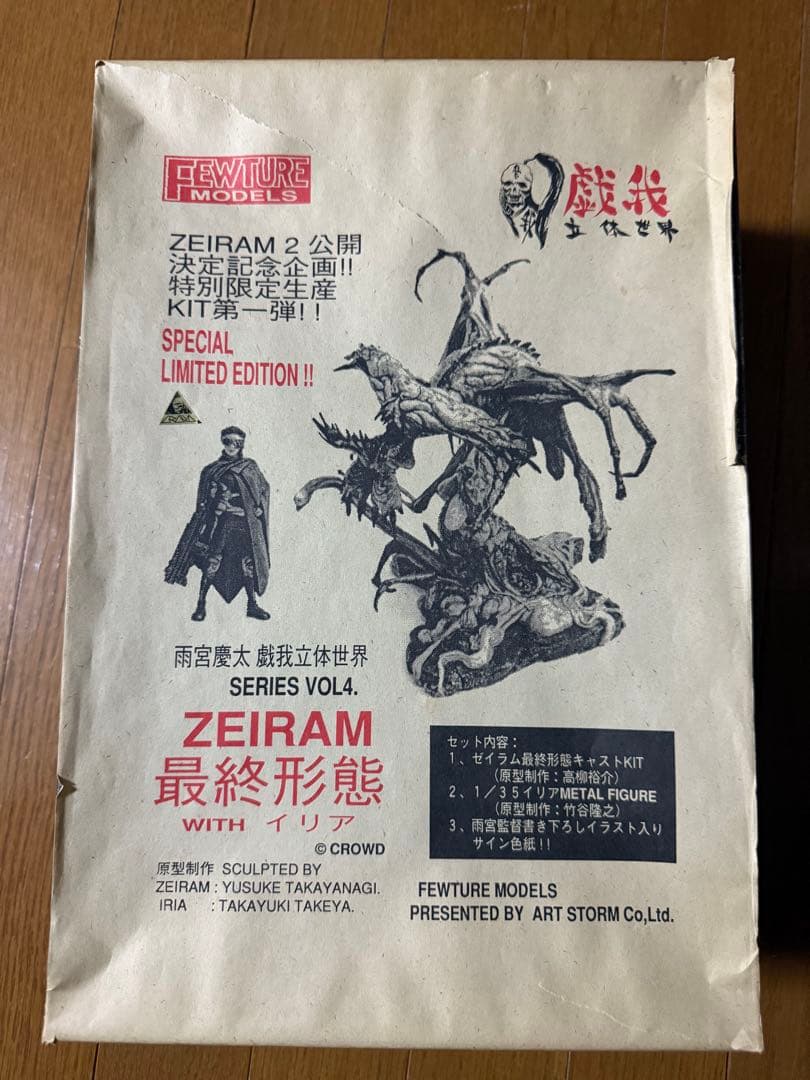 FEWTURE
MODELS
戯我
立体世界
ZEIRAM 2 公開
決定記念企画!!
特別限定生産
KIT第一弾!!
SPECIAL
LIMITED EDITION !!
雨宮慶太 戯我立体世界
SERIES VOL4.
ZEIRAM
最終形態
WITH イリア
© CROWD
原型制作 SCULPTED BY
ZEIRAM : YUSUKE TAKAYANAGI.
IRIA : TAKAYUKI TAKEYA.
セット内容：
1、ゼイラム最終形態キャストKIT
（原型制作：高柳裕介）
2、1／35イリアMETAL FIGURE
（原型制作：竹谷隆之）
3、雨宮監督書き下ろしイラスト入り
サイン色紙!!
FEWTURE MODELS
PRESENTED BY ART STORM Co,Ltd.